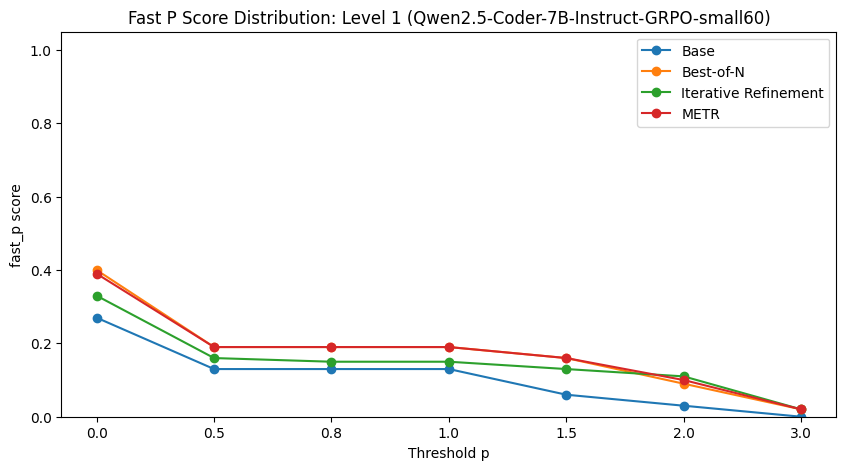 Fast P Score Distribution: Level 1 (Qwen2.5-Coder-7B-Instruct-GRPO-small60)
Base
Best-of-N
Iterative Refinement
METR
fast_p score
1.0
0.8
0.6
0.4
0.2
0.0
0.0 0.5 0.8 1.0 1.5 2.0 3.0
Threshold p